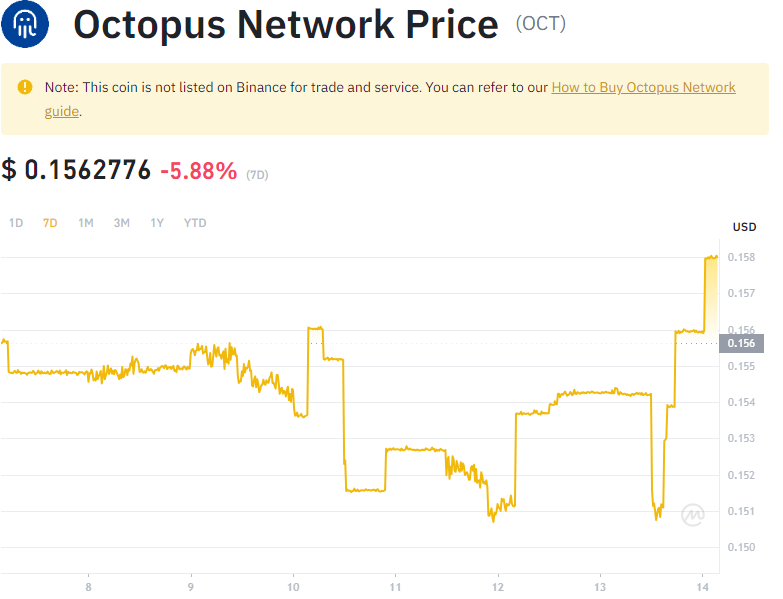 Octopus Network Price (OCT)
Note: This coin is not listed on Binance for trade and service. You can refer to our How to Buy Octopus Network
guide.
$ 0.1562776 -5.88% (7D)
1D 7D 1M 3M 1Y YTD
USD
0.158
0.157
0.156
0.156
0.155
0.154
0.153
0.152
0.151
0.150
8 9 10 11 12 13 14